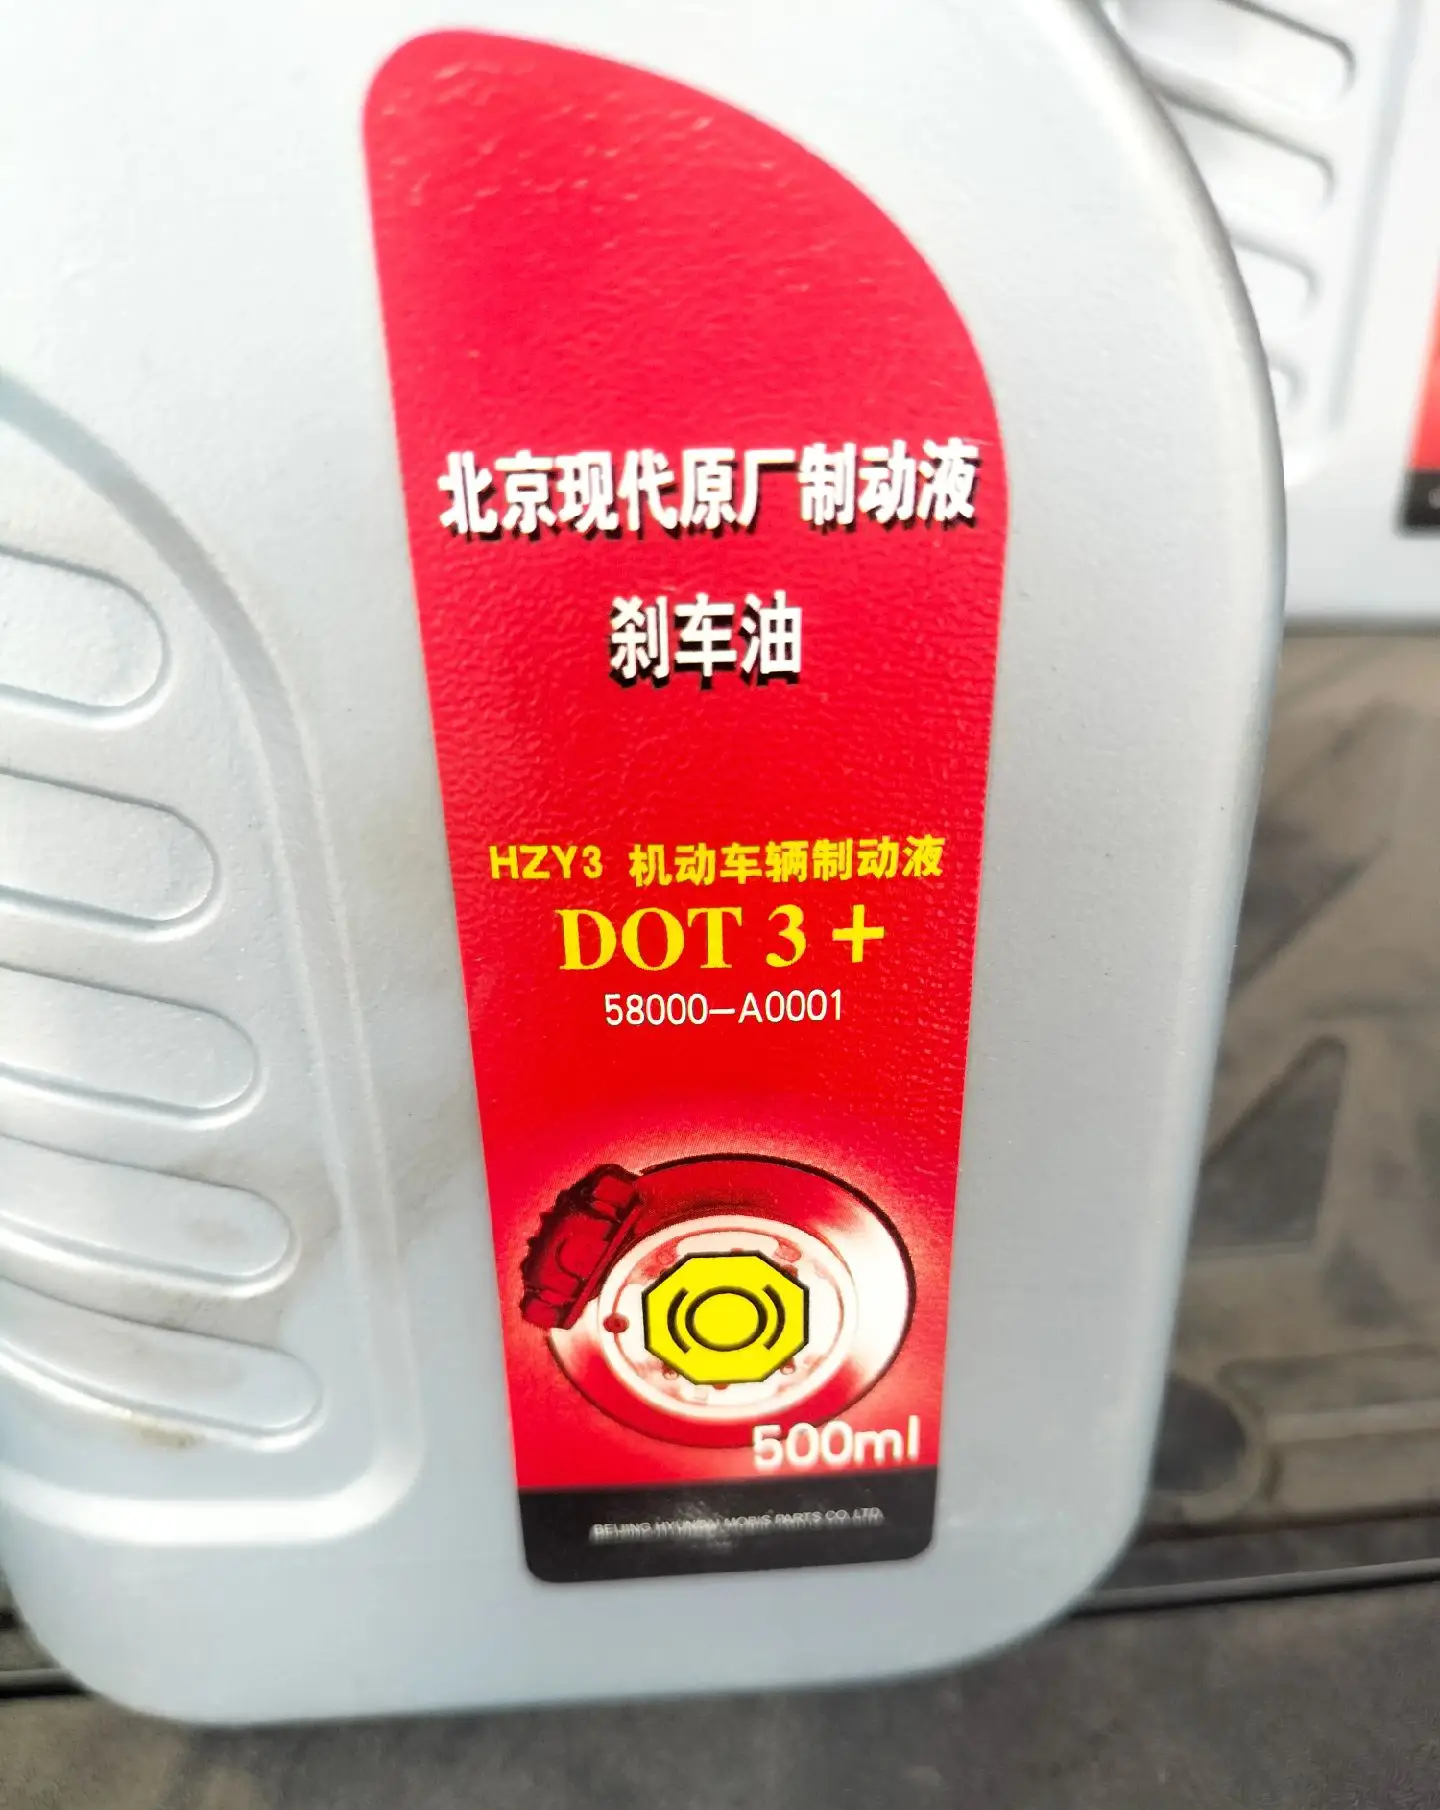 北京现代原厂制动液
刹车油
HZY3 机动车辆制动液
DOT 3+
58000-A0001
500ml
BEIJING HYUNDAI MOBIS PARTS CO.,LTD.